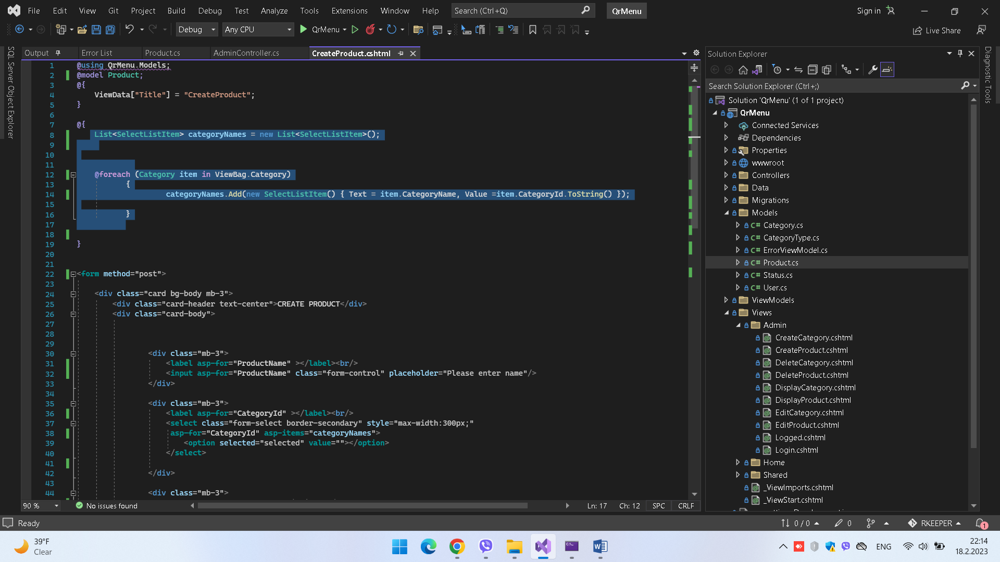 File Edit View Git Project Build Debug Test Analyze Tools Extensions Window Help Search (Ctrl+Q) QrMenu Sign in
Debug Any CPU QrMenu Live Share
SQL Server Object Explorer
Output Error List Product.cs AdminController.cs CreateProduct.cshtml
1 @using QrMenu.Models;
2 @model Product;
3 @{
4 ViewData["Title"] = "CreateProduct";
5 }
6
7 @{
8 List<SelectListItem> categoryNames = new List<SelectListItem>();
9
10
11
12 @foreach (Category item in ViewBag.Category)
13 {
14 categoryNames.Add(new SelectListItem() { Text = item.CategoryName, Value =item.CategoryId.ToString() });
15
16 }
17
18
19 }
20
21
22 <form method="post">
23
24 <div class="card bg-body mb-3">
25 <div class="card-header text-center">CREATE PRODUCT</div>
26 <div class="card-body">
27
28
29
30 <div class="mb-3">
31 <label asp-for="ProductName" ></label><br/>
32 <input asp-for="ProductName" class="form-control" placeholder="Please enter name"/>
33 </div>
34
35 <div class="mb-3">
36 <label asp-for="CategoryId" ></label><br/>
37 <select class="form-select border-secondary" style="max-width:300px;"
38 asp-for="CategoryId" asp-items="categoryNames">
39 <option selected="selected" value=""></option>
40 </select>
41
42 </div>
43
44 <div class="mb-3">
90 % No issues found Ln: 17 Ch: 12 SPC CRLF
Solution Explorer
Search Solution Explorer (Ctrl+;)
Solution 'QrMenu' (1 of 1 project)
QrMenu
Connected Services
Dependencies
Properties
wwwroot
Controllers
Data
Migrations
Models
C# Category.cs
C# CategoryType.cs
C# ErrorViewModel.cs
C# Product.cs
C# Status.cs
C# User.cs
ViewModels
Views
Admin
CreateCategory.cshtml
CreateProduct.cshtml
DeleteCategory.cshtml
DeleteProduct.cshtml
DisplayCategory.cshtml
DisplayProduct.cshtml
EditCategory.cshtml
EditProduct.cshtml
Logged.cshtml
Login.cshtml
Home
Shared
_ViewImports.cshtml
_ViewStart.cshtml
Diagnostic Tools
Ready 0 / 0 0 RKEEPER 1
39°F
Clear
ENG
22:14
18.2.2023